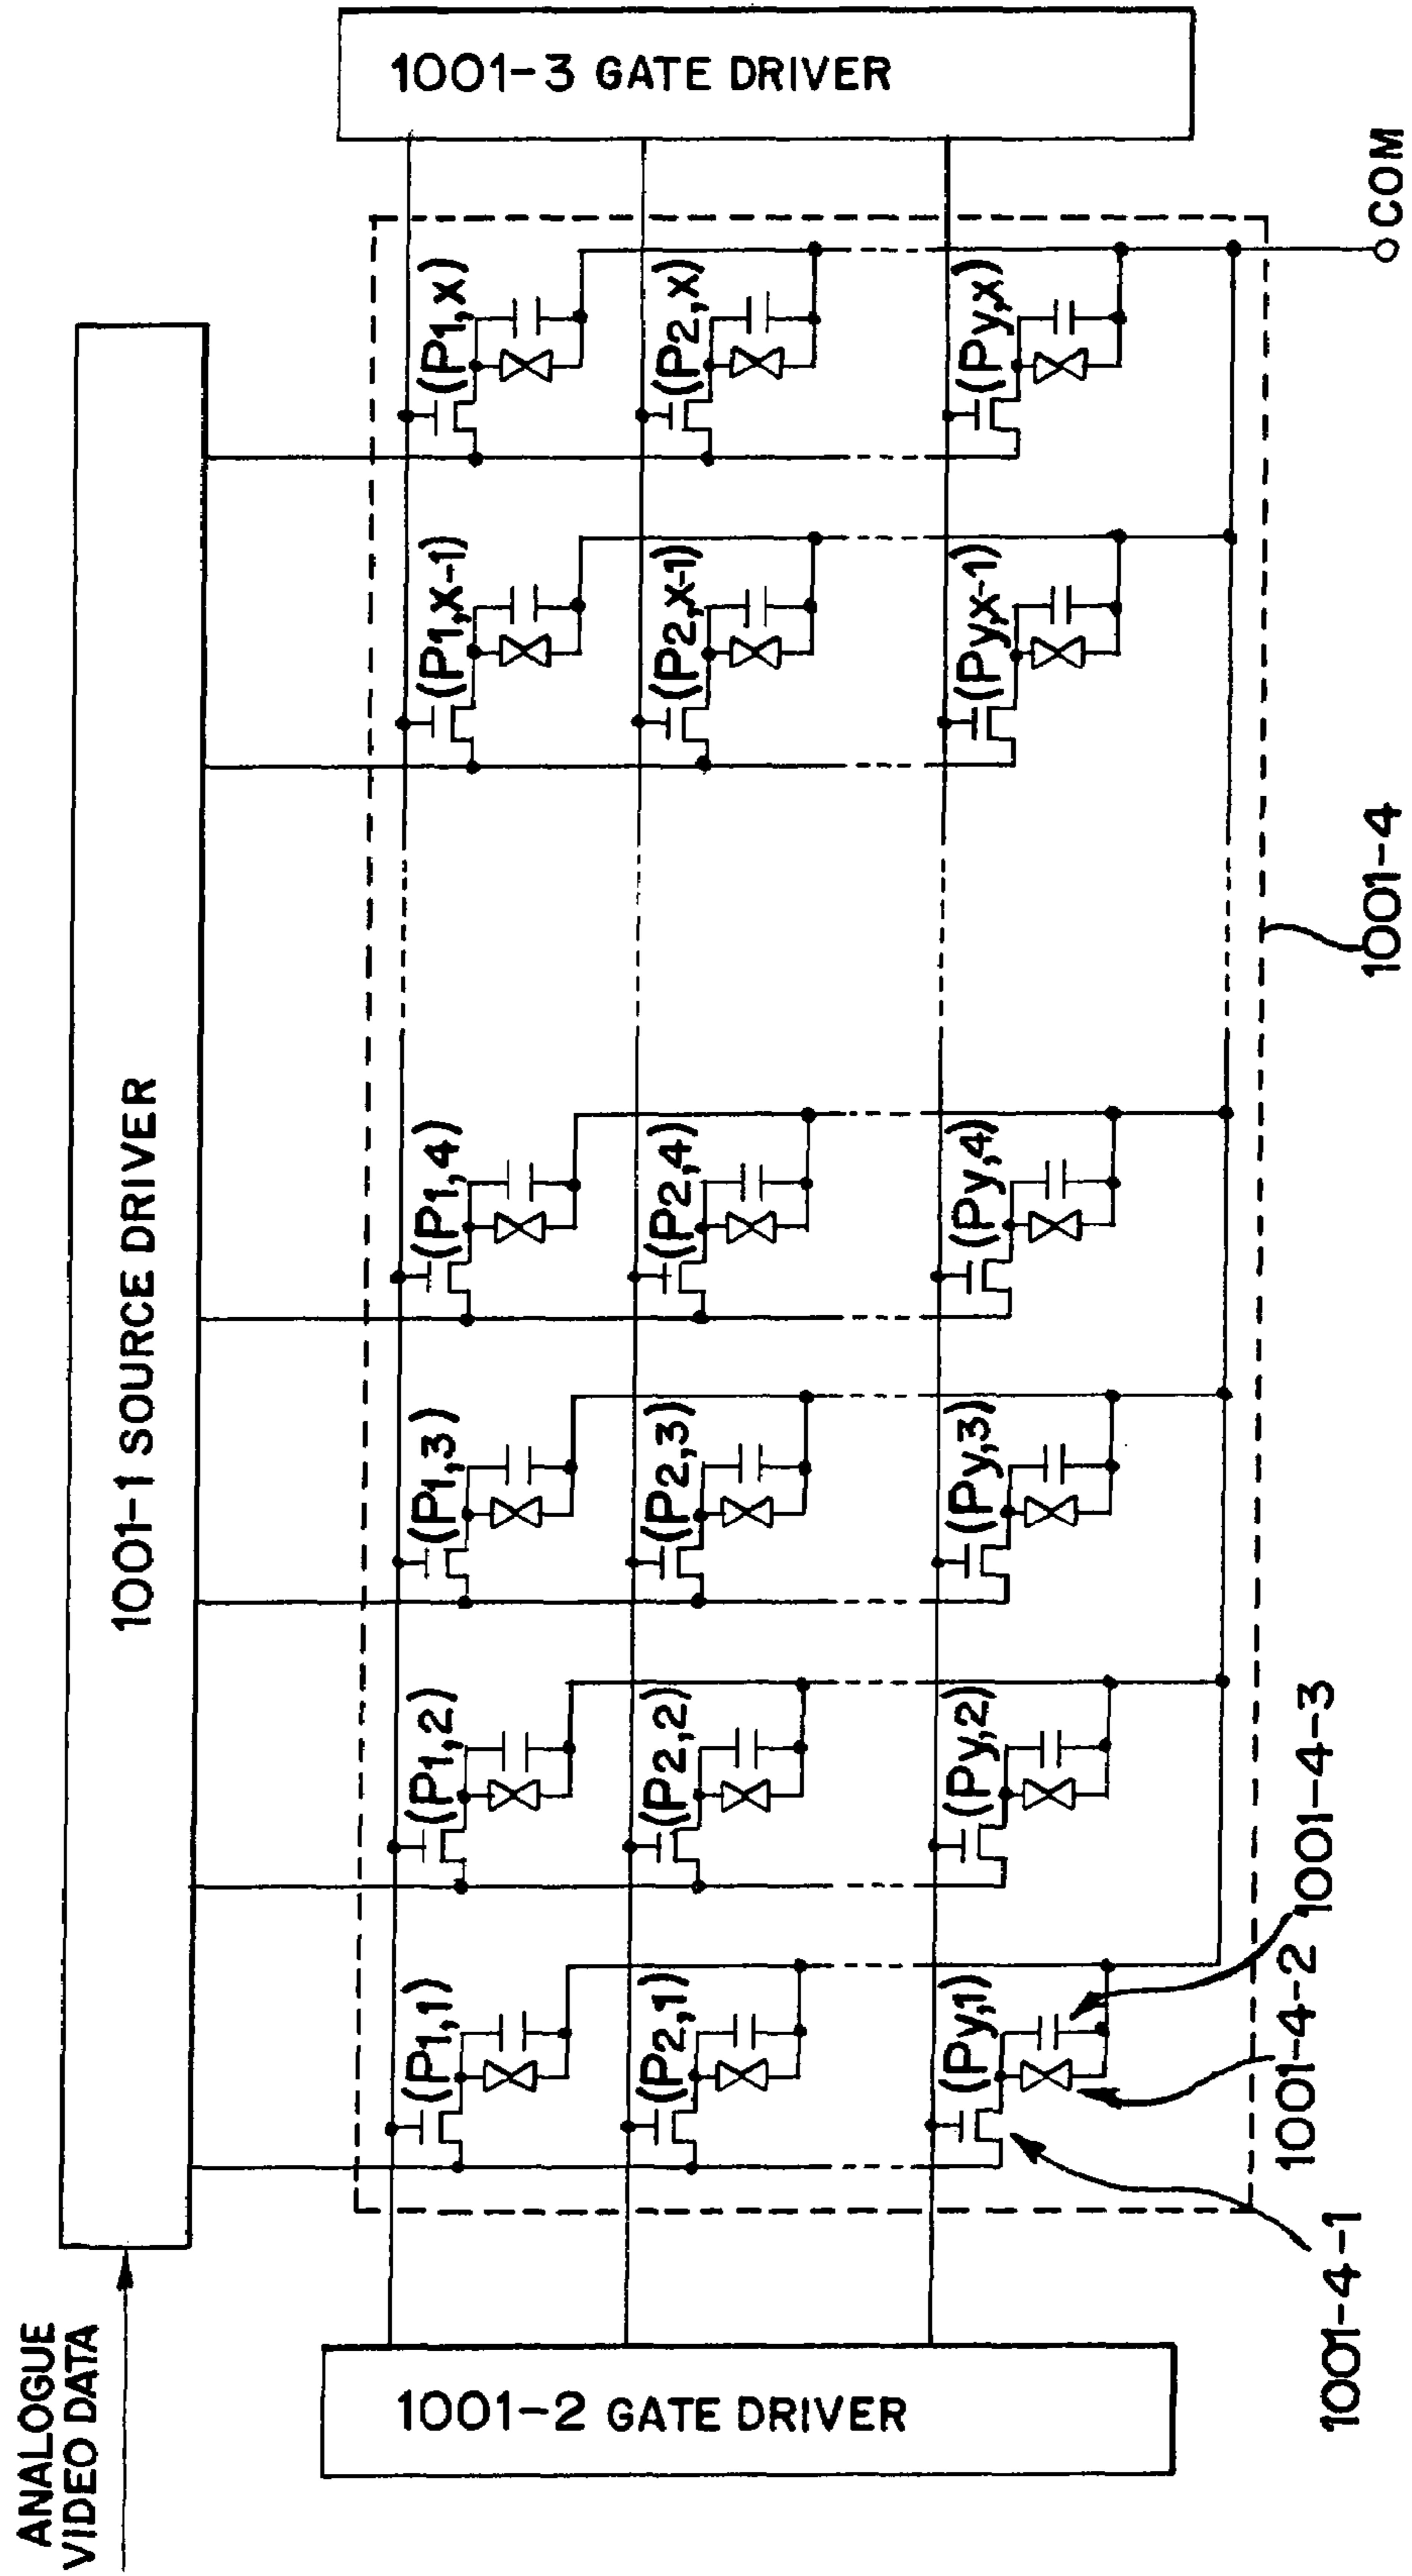 ANALOGUE
VIDEO DATA
1001-1 SOURCE DRIVER
1001-2 GATE DRIVER
1001-3 GATE DRIVER
(P1,1)
(P1,2)
(P1,3)
(P1,4)
(P1,x-1)
(P1,x)
(P2,1)
(P2,2)
(P2,3)
(P2,4)
(P2,x-1)
(P2,x)
(Py,1)
(Py,2)
(Py,3)
(Py,4)
(Pyx-1)
(Py,x)
1001-4-1
1001-4-2
1001-4-3
1001-4
COM